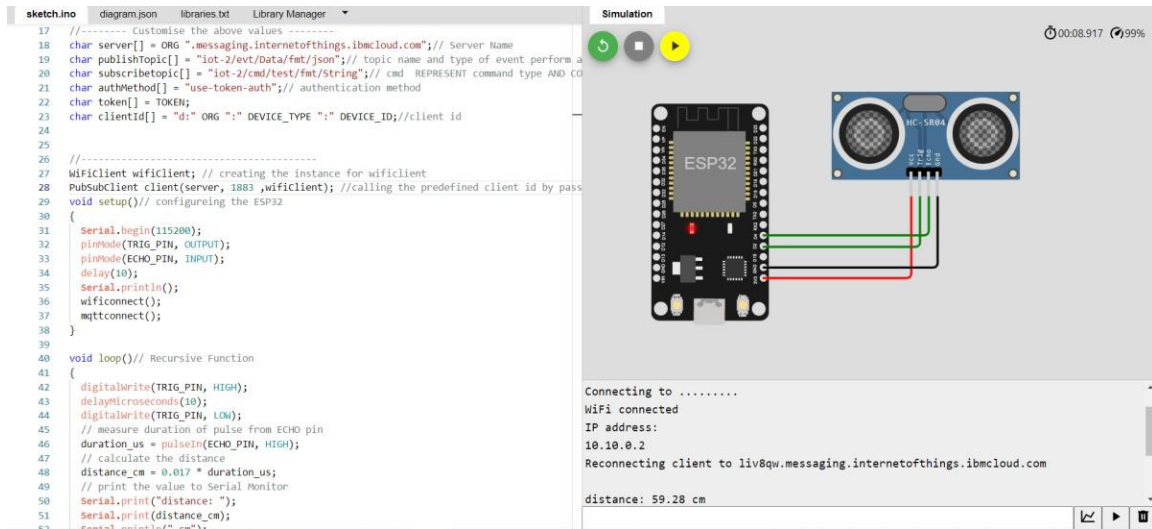 sketch.ino diagram.json libraries.txt Library Manager
17 //-------- Customise the above values --------
18 char server[] = ORG ".messaging.internetofthings.ibmcloud.com";// Server Name
19 char publishTopic[] = "iot-2/evt/Data/fmt/json";// topic name and type of event perform a
20 char subscribetopic[] = "iot-2/cmd/test/fmt/String";// cmd REPRESENT command type AND CO
21 char authMethod[] = "use-token-auth";// authentication method
22 char token[] = TOKEN;
23 char clientId[] = "d:" ORG ":" DEVICE_TYPE ":" DEVICE_ID;//client id
24
25
26 //----------------------------------------
27 WiFiClient wifiClient; // creating the instance for wificlient
28 PubSubClient client(server, 1883 ,wifiClient); //calling the predefined client id by pass
29 void setup()// configureing the ESP32
30 {
31 Serial.begin(115200);
32 pinMode(TRIG_PIN, OUTPUT);
33 pinMode(ECHO_PIN, INPUT);
34 delay(10);
35 Serial.println();
36 wificonnect();
37 mqttconnect();
38 }
39
40 void loop()// Recursive Function
41 {
42 digitalWrite(TRIG_PIN, HIGH);
43 delayMicroseconds(10);
44 digitalWrite(TRIG_PIN, LOW);
45 // measure duration of pulse from ECHO pin
46 duration_us = pulseIn(ECHO_PIN, HIGH);
47 // calculate the distance
48 distance_cm = 0.017 * duration_us;
49 // print the value to Serial Monitor
50 Serial.print("distance: ");
51 Serial.print(distance_cm);
52 Serial.println(" cm");
Simulation
00:08.917 99%
ESP32
HC-SR04
Vcc
Trig
Echo
Gnd
Connecting to .........
WiFi connected
IP address:
10.10.0.2
Reconnecting client to liv8qw.messaging.internetofthings.ibmcloud.com
distance: 59.28 cm